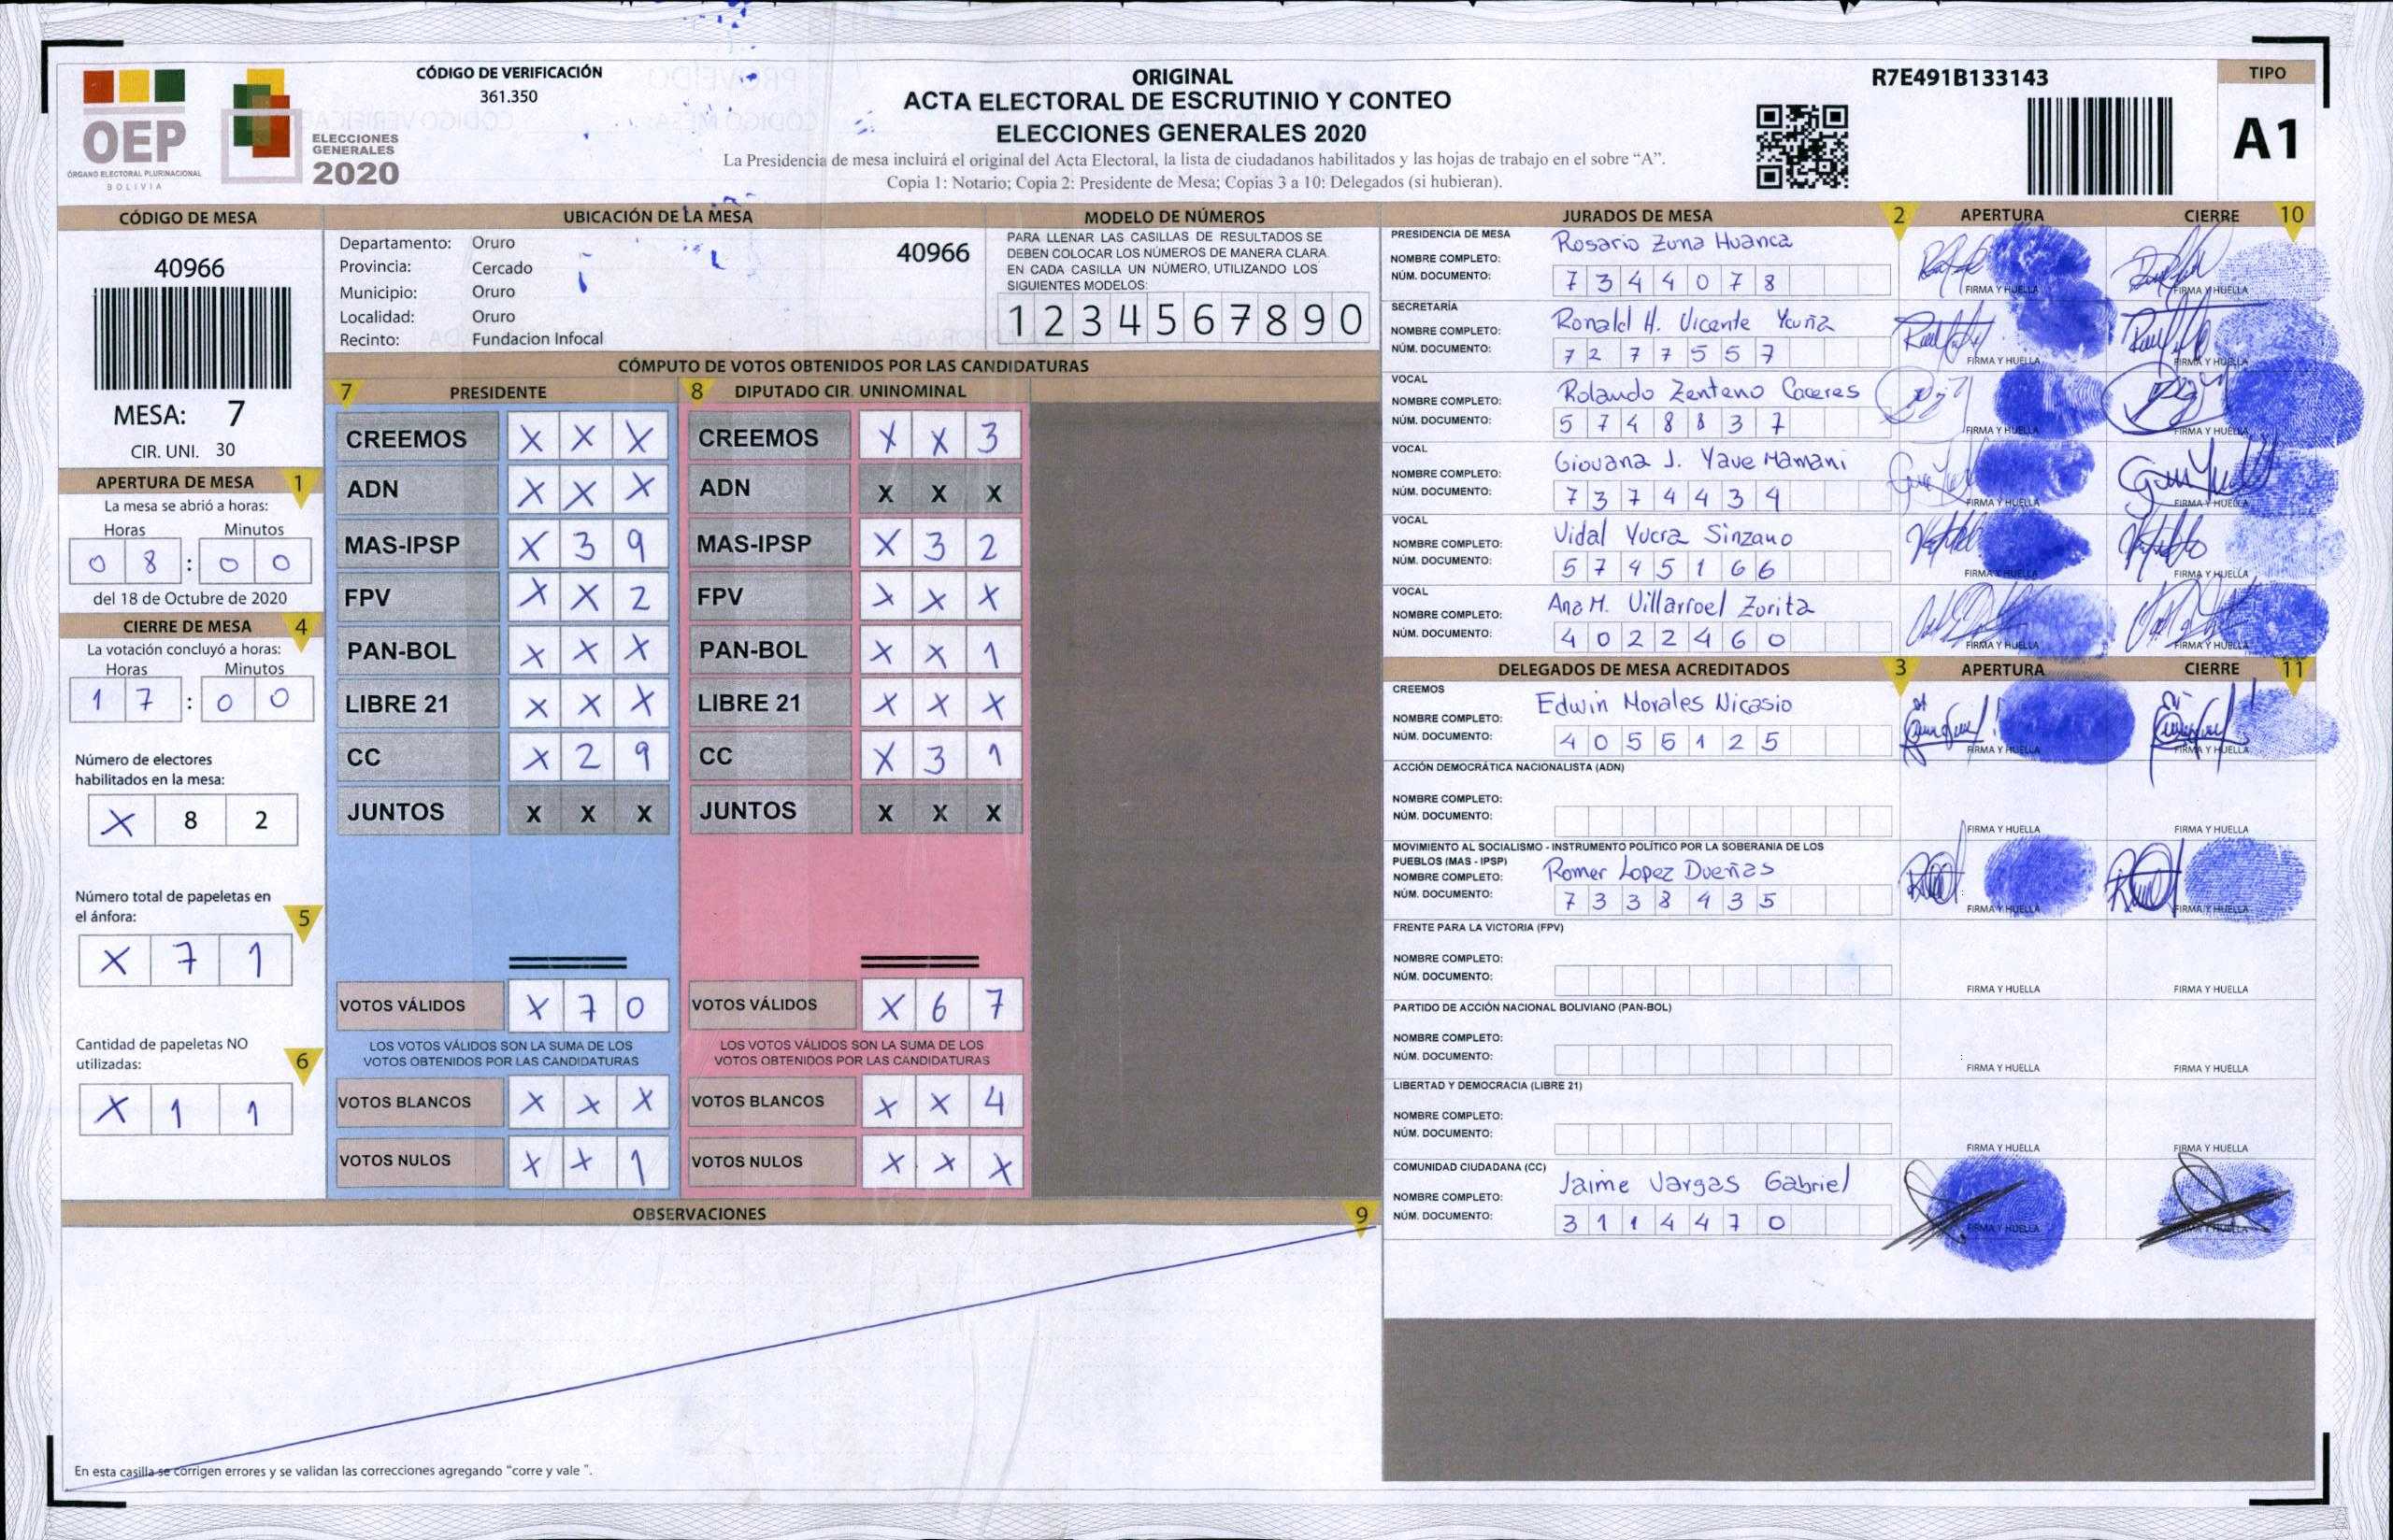 CÓDIGO DE VERIFICACIÓN
361.350
ORIGINAL
ACTA ELECTORAL DE ESCRUTINIO Y CONTEO
ELECCIONES GENERALES 2020
La Presidencia de mesa incluirá el original del Acta Electoral, la lista de ciudadanos habilitados y las hojas de trabajo en el sobre “A”.
Copia 1: Notario; Copia 2: Presidente de Mesa; Copias 3 a 10: Delegados (si hubieran).
R7E491B133143
TIPO
A1
OEP
ÓRGANO ELECTORAL PLURINACIONAL
BOLIVIA
ELECCIONES
GENERALES
2020
CÓDIGO DE MESA
40966
MESA: 7
CIR. UNI. 30
APERTURA DE MESA 1
La mesa se abrió a horas:
Horas Minutos
0 8 : 0 0
del 18 de Octubre de 2020
CIERRE DE MESA 4
La votación concluyó a horas:
Horas Minutos
1 7 : 0 0
Número de electores
habilitados en la mesa:
X 8 2
Número total de papeletas en
el ánfora: 5
X 7 1
Cantidad de papeletas NO
utilizadas: 6
X 1 1
UBICACIÓN DE LA MESA
Departamento: Oruro 40966
Provincia: Cercado
Municipio: Oruro
Localidad: Oruro
Recinto: Fundacion Infocal
MODELO DE NÚMEROS
PARA LLENAR LAS CASILLAS DE RESULTADOS SE
DEBEN COLOCAR LOS NÚMEROS DE MANERA CLARA
EN CADA CASILLA UN NÚMERO, UTILIZANDO LOS
SIGUIENTES MODELOS:
1 2 3 4 5 6 7 8 9 0
CÓMPUTO DE VOTOS OBTENIDOS POR LAS CANDIDATURAS
7 PRESIDENTE
CREEMOS X X X
ADN X X X
MAS-IPSP X 3 9
FPV X X 2
PAN-BOL X X X
LIBRE 21 X X X
CC X 2 9
JUNTOS X X X
VOTOS VÁLIDOS X 7 0
LOS VOTOS VÁLIDOS SON LA SUMA DE LOS
VOTOS OBTENIDOS POR LAS CANDIDATURAS
VOTOS BLANCOS X X X
VOTOS NULOS X X 1
8 DIPUTADO CIR. UNINOMINAL
CREEMOS X X 3
ADN X X X
MAS-IPSP X 3 2
FPV X X X
PAN-BOL X X 1
LIBRE 21 X X X
CC X 3 1
JUNTOS X X X
VOTOS VÁLIDOS X 6 7
LOS VOTOS VÁLIDOS SON LA SUMA DE LOS
VOTOS OBTENIDOS POR LAS CANDIDATURAS
VOTOS BLANCOS X X 4
VOTOS NULOS X X X
OBSERVACIONES 9
En esta casilla se corrigen errores y se validan las correcciones agregando “corre y vale ”.
JURADOS DE MESA 2 APERTURA CIERRE 10
PRESIDENCIA DE MESA
NOMBRE COMPLETO: Rosario Zuna Huanca
NÚM. DOCUMENTO: 7 3 4 4 0 7 8 FIRMA Y HUELLA FIRMA Y HUELLA
SECRETARÍA
NOMBRE COMPLETO: Ronald H. Vicente Ycuña
NÚM. DOCUMENTO: 7 2 7 7 5 5 7 FIRMA Y HUELLA FIRMA Y HUELLA
VOCAL
NOMBRE COMPLETO: Rolando Zenteno Caceres
NÚM. DOCUMENTO: 5 7 4 8 8 3 7 FIRMA Y HUELLA FIRMA Y HUELLA
VOCAL
NOMBRE COMPLETO: Giovana J. Yave Mamani
NÚM. DOCUMENTO: 7 3 7 4 4 3 4 FIRMA Y HUELLA FIRMA Y HUELLA
VOCAL
NOMBRE COMPLETO: Vidal Yucra Sinzano
NÚM. DOCUMENTO: 5 7 4 5 1 6 6 FIRMA Y HUELLA FIRMA Y HUELLA
VOCAL
NOMBRE COMPLETO: Ana M. Villarroel Zorita
NÚM. DOCUMENTO: 4 0 2 2 4 6 0 FIRMA Y HUELLA FIRMA Y HUELLA
DELEGADOS DE MESA ACREDITADOS 3 APERTURA CIERRE 11
CREEMOS
NOMBRE COMPLETO: Edwin Morales Nicasio
NÚM. DOCUMENTO: 4 0 5 5 1 2 5 FIRMA Y HUELLA FIRMA Y HUELLA
ACCIÓN DEMOCRÁTICA NACIONALISTA (ADN)
NOMBRE COMPLETO:
NÚM. DOCUMENTO: FIRMA Y HUELLA FIRMA Y HUELLA
MOVIMIENTO AL SOCIALISMO - INSTRUMENTO POLÍTICO POR LA SOBERANIA DE LOS
PUEBLOS (MAS - IPSP)
NOMBRE COMPLETO: Romer Lopez Dueñas
NÚM. DOCUMENTO: 7 3 3 8 4 3 5 FIRMA Y HUELLA FIRMA Y HUELLA
FRENTE PARA LA VICTORIA (FPV)
NOMBRE COMPLETO:
NÚM. DOCUMENTO: FIRMA Y HUELLA FIRMA Y HUELLA
PARTIDO DE ACCIÓN NACIONAL BOLIVIANO (PAN-BOL)
NOMBRE COMPLETO:
NÚM. DOCUMENTO: FIRMA Y HUELLA FIRMA Y HUELLA
LIBERTAD Y DEMOCRACIA (LIBRE 21)
NOMBRE COMPLETO:
NÚM. DOCUMENTO: FIRMA Y HUELLA FIRMA Y HUELLA
COMUNIDAD CIUDADANA (CC)
NOMBRE COMPLETO: Jaime Vargas Gabriel
NÚM. DOCUMENTO: 3 1 1 4 4 7 0 FIRMA Y HUELLA FIRMA Y HUELLA